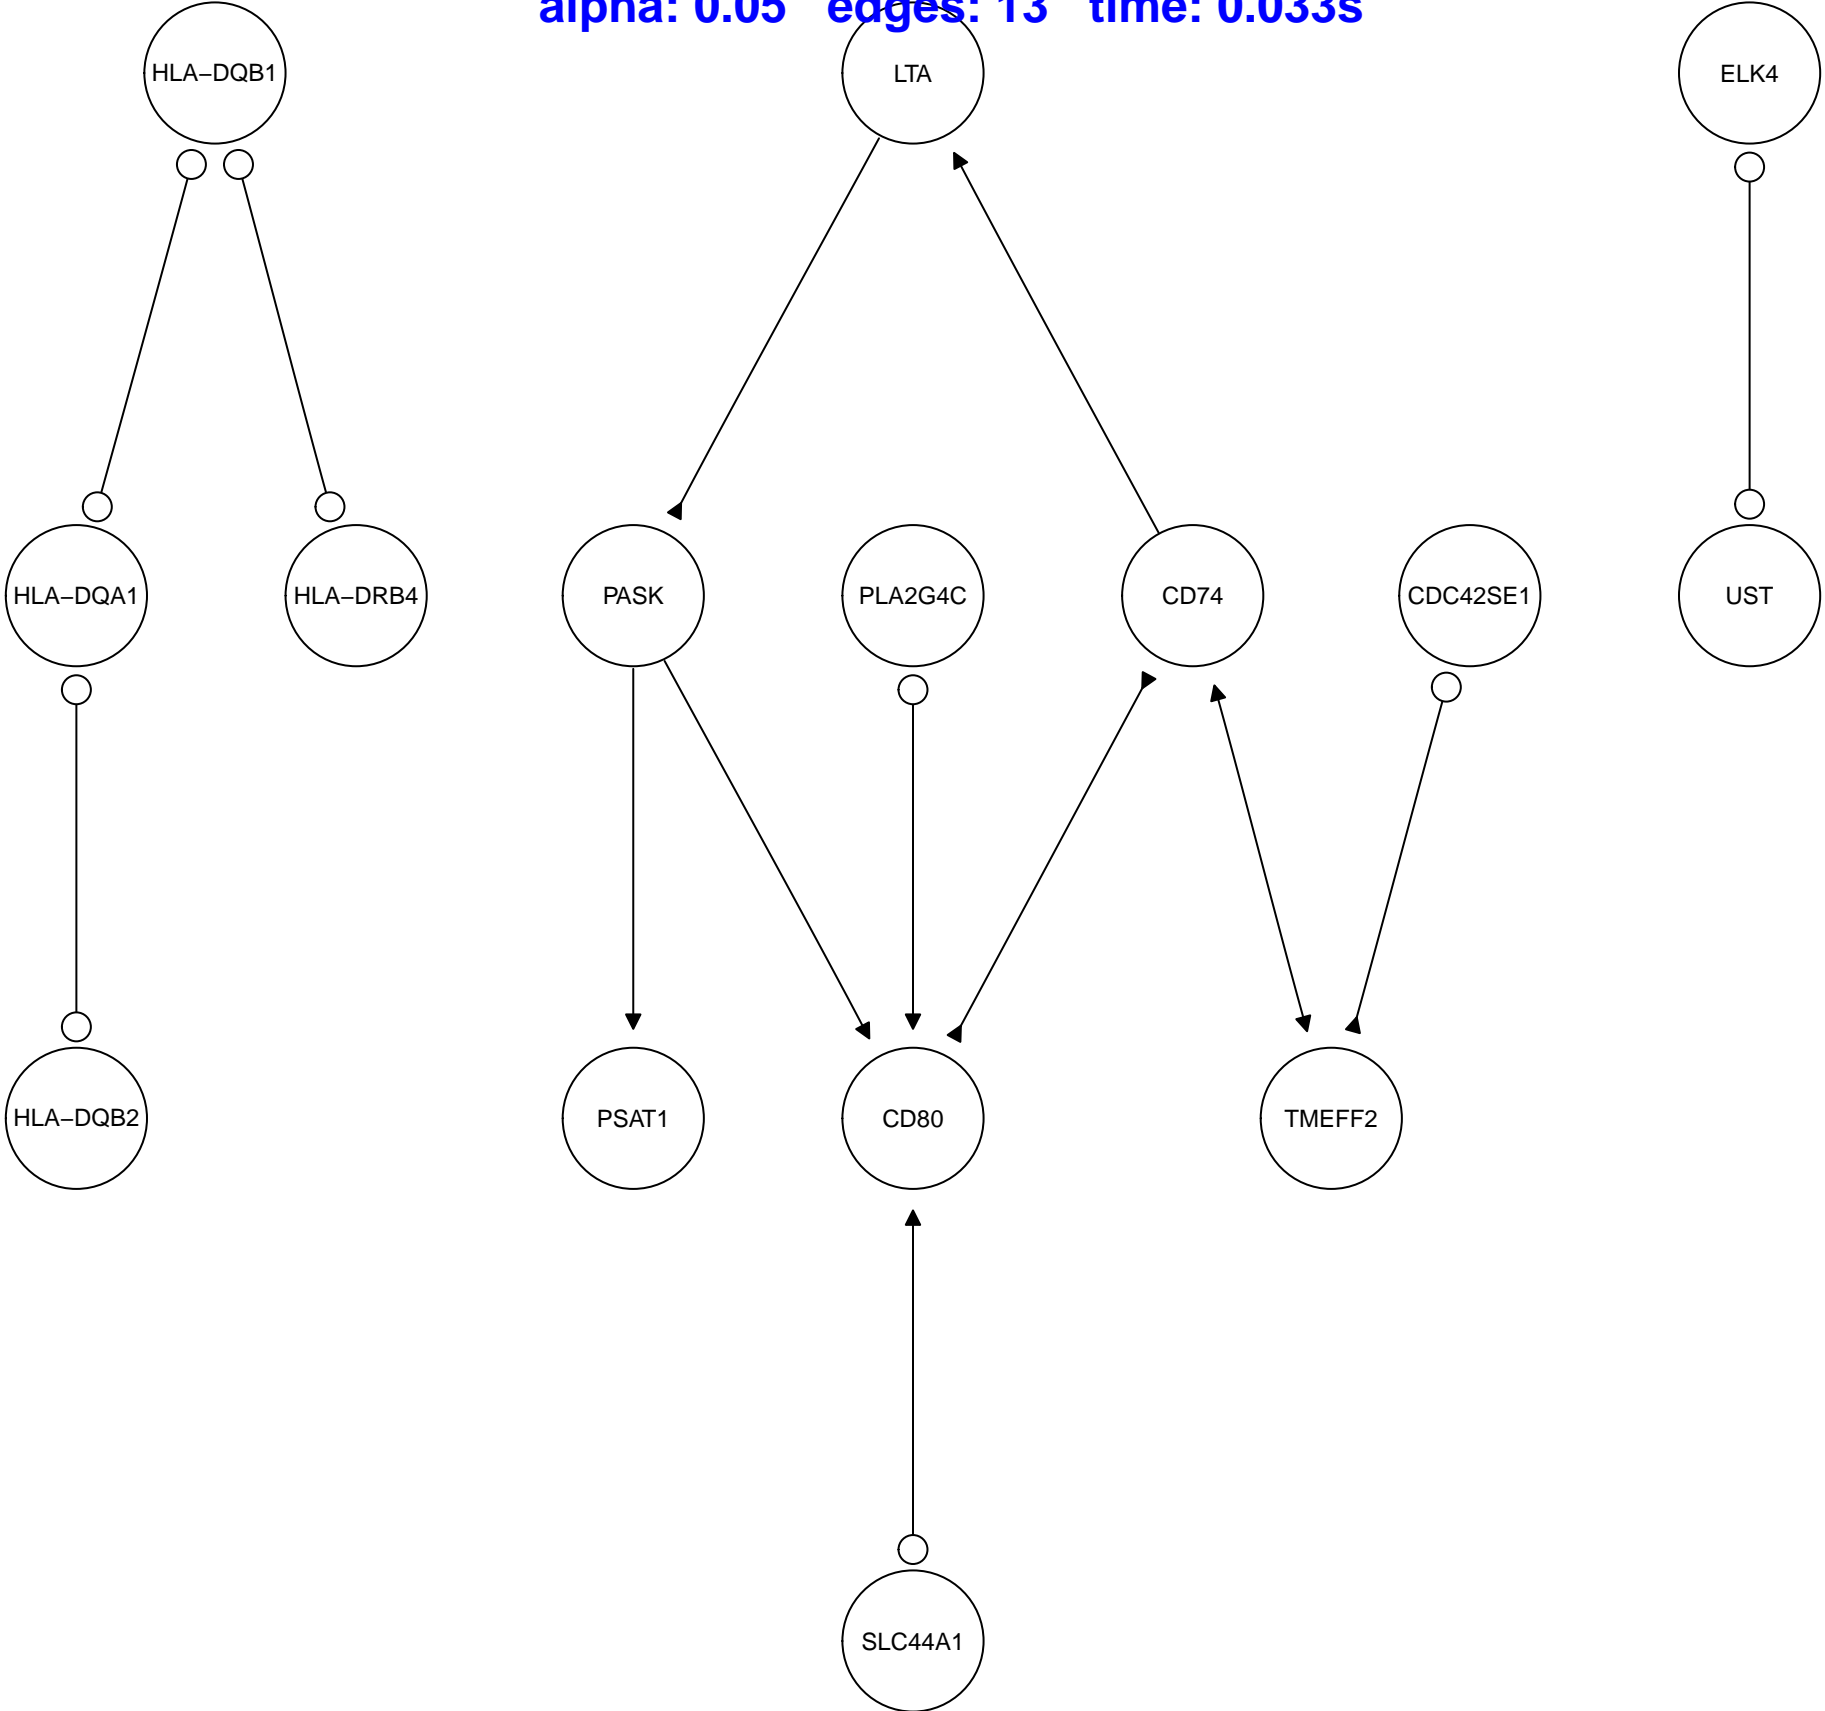 alpha: 0.05 edges: 13 time: 0.033s
HLA−DQB1
LTA
ELK4
HLA−DQA1
HLA−DRB4
PASK
PLA2G4C
CD74
CDC42SE1
UST
HLA−DQB2
PSAT1
CD80
TMEFF2
SLC44A1